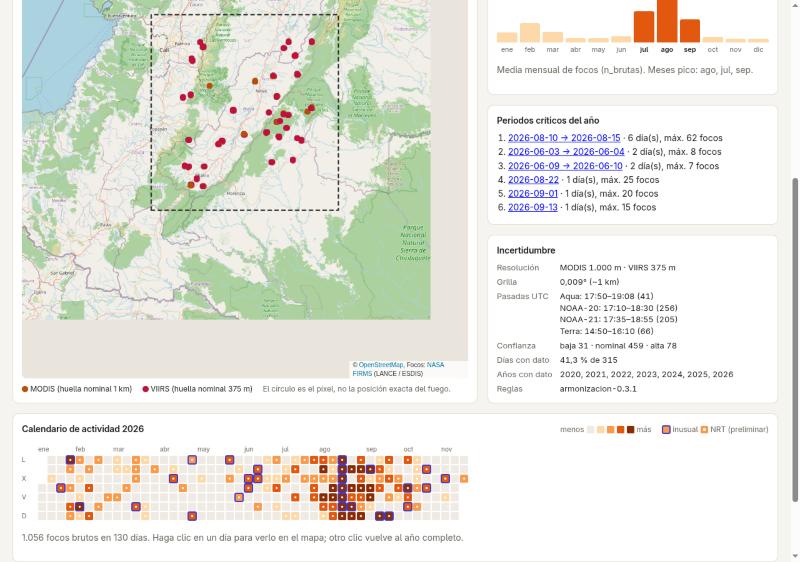 Cali
Palmira
Neiva
Popayán
Florencia
Pasto
San Gabriel
Parque
Nacional
Natural
Sierra de
Chiribiquete
© OpenStreetMap, Focos: NASA
FIRMS (LANCE / ESDIS)
MODIS (huella nominal 1 km) VIIRS (huella nominal 375 m) El círculo es el píxel, no la posición exacta del fuego.
ene feb mar abr may jun jul ago sep oct nov dic
Media mensual de focos (n_brutas). Meses pico: ago, jul, sep.
Periodos críticos del año
1. 2026-08-10 → 2026-08-15 · 6 día(s), máx. 62 focos
2. 2026-06-03 → 2026-06-04 · 2 día(s), máx. 8 focos
3. 2026-06-09 → 2026-06-10 · 2 día(s), máx. 7 focos
4. 2026-08-22 · 1 día(s), máx. 25 focos
5. 2026-09-01 · 1 día(s), máx. 20 focos
6. 2026-09-13 · 1 día(s), máx. 15 focos
Incertidumbre
Resolución MODIS 1.000 m · VIIRS 375 m
Grilla 0,009° (~1 km)
Pasadas UTC Aqua: 17:50–19:08 (41)
NOAA-20: 17:10–18:30 (256)
NOAA-21: 17:35–18:55 (205)
Terra: 14:50–16:10 (66)
Confianza baja 31 · nominal 459 · alta 78
Días con dato 41,3 % de 315
Años con dato 2020, 2021, 2022, 2023, 2024, 2025, 2026
Reglas armonizacion-0.3.1
Calendario de actividad 2026
menos más inusual NRT (preliminar)
ene feb mar abr may jun jul ago sep oct nov
L
X
V
D
1.056 focos brutos en 130 días. Haga clic en un día para verlo en el mapa; otro clic vuelve al año completo.